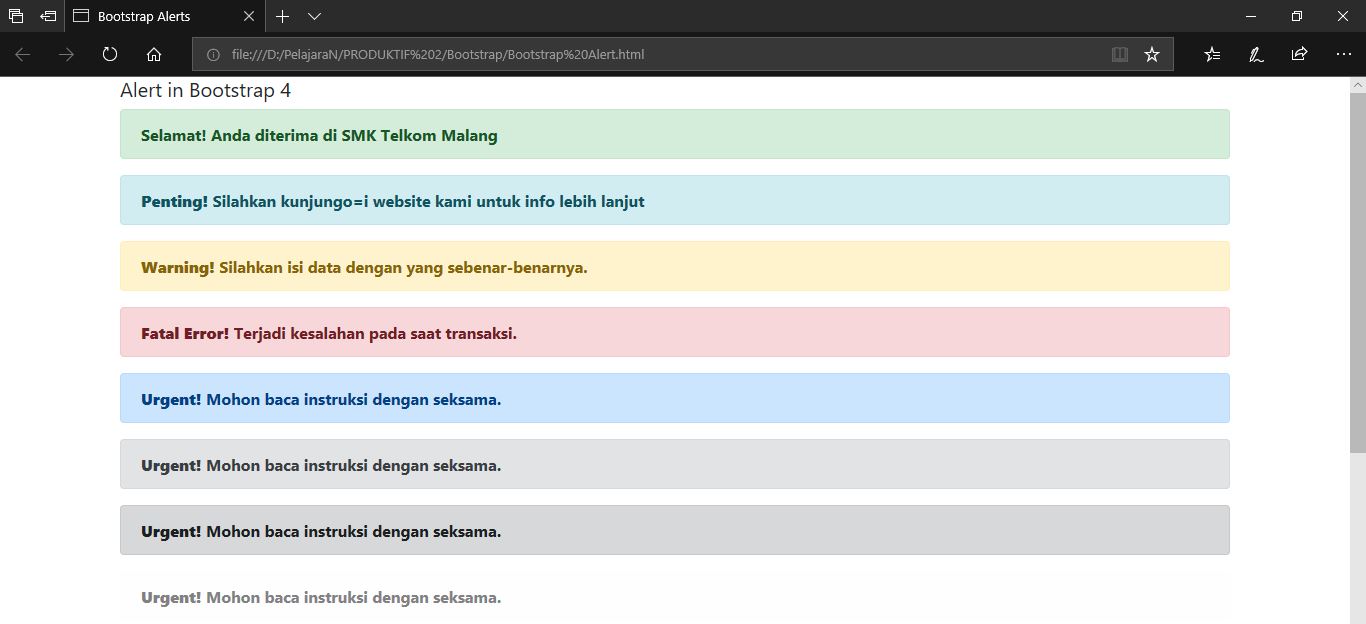 Bootstrap Alerts
file:///D:/PelajaraN/PRODUKTIF%202/Bootstrap/Bootstrap%20Alert.html
Alert in Bootstrap 4
Selamat! Anda diterima di SMK Telkom Malang
Penting! Silahkan kunjungo=i website kami untuk info lebih lanjut
Warning! Silahkan isi data dengan yang sebenar-benarnya.
Fatal Error! Terjadi kesalahan pada saat transaksi.
Urgent! Mohon baca instruksi dengan seksama.
Urgent! Mohon baca instruksi dengan seksama.
Urgent! Mohon baca instruksi dengan seksama.
Urgent! Mohon baca instruksi dengan seksama.